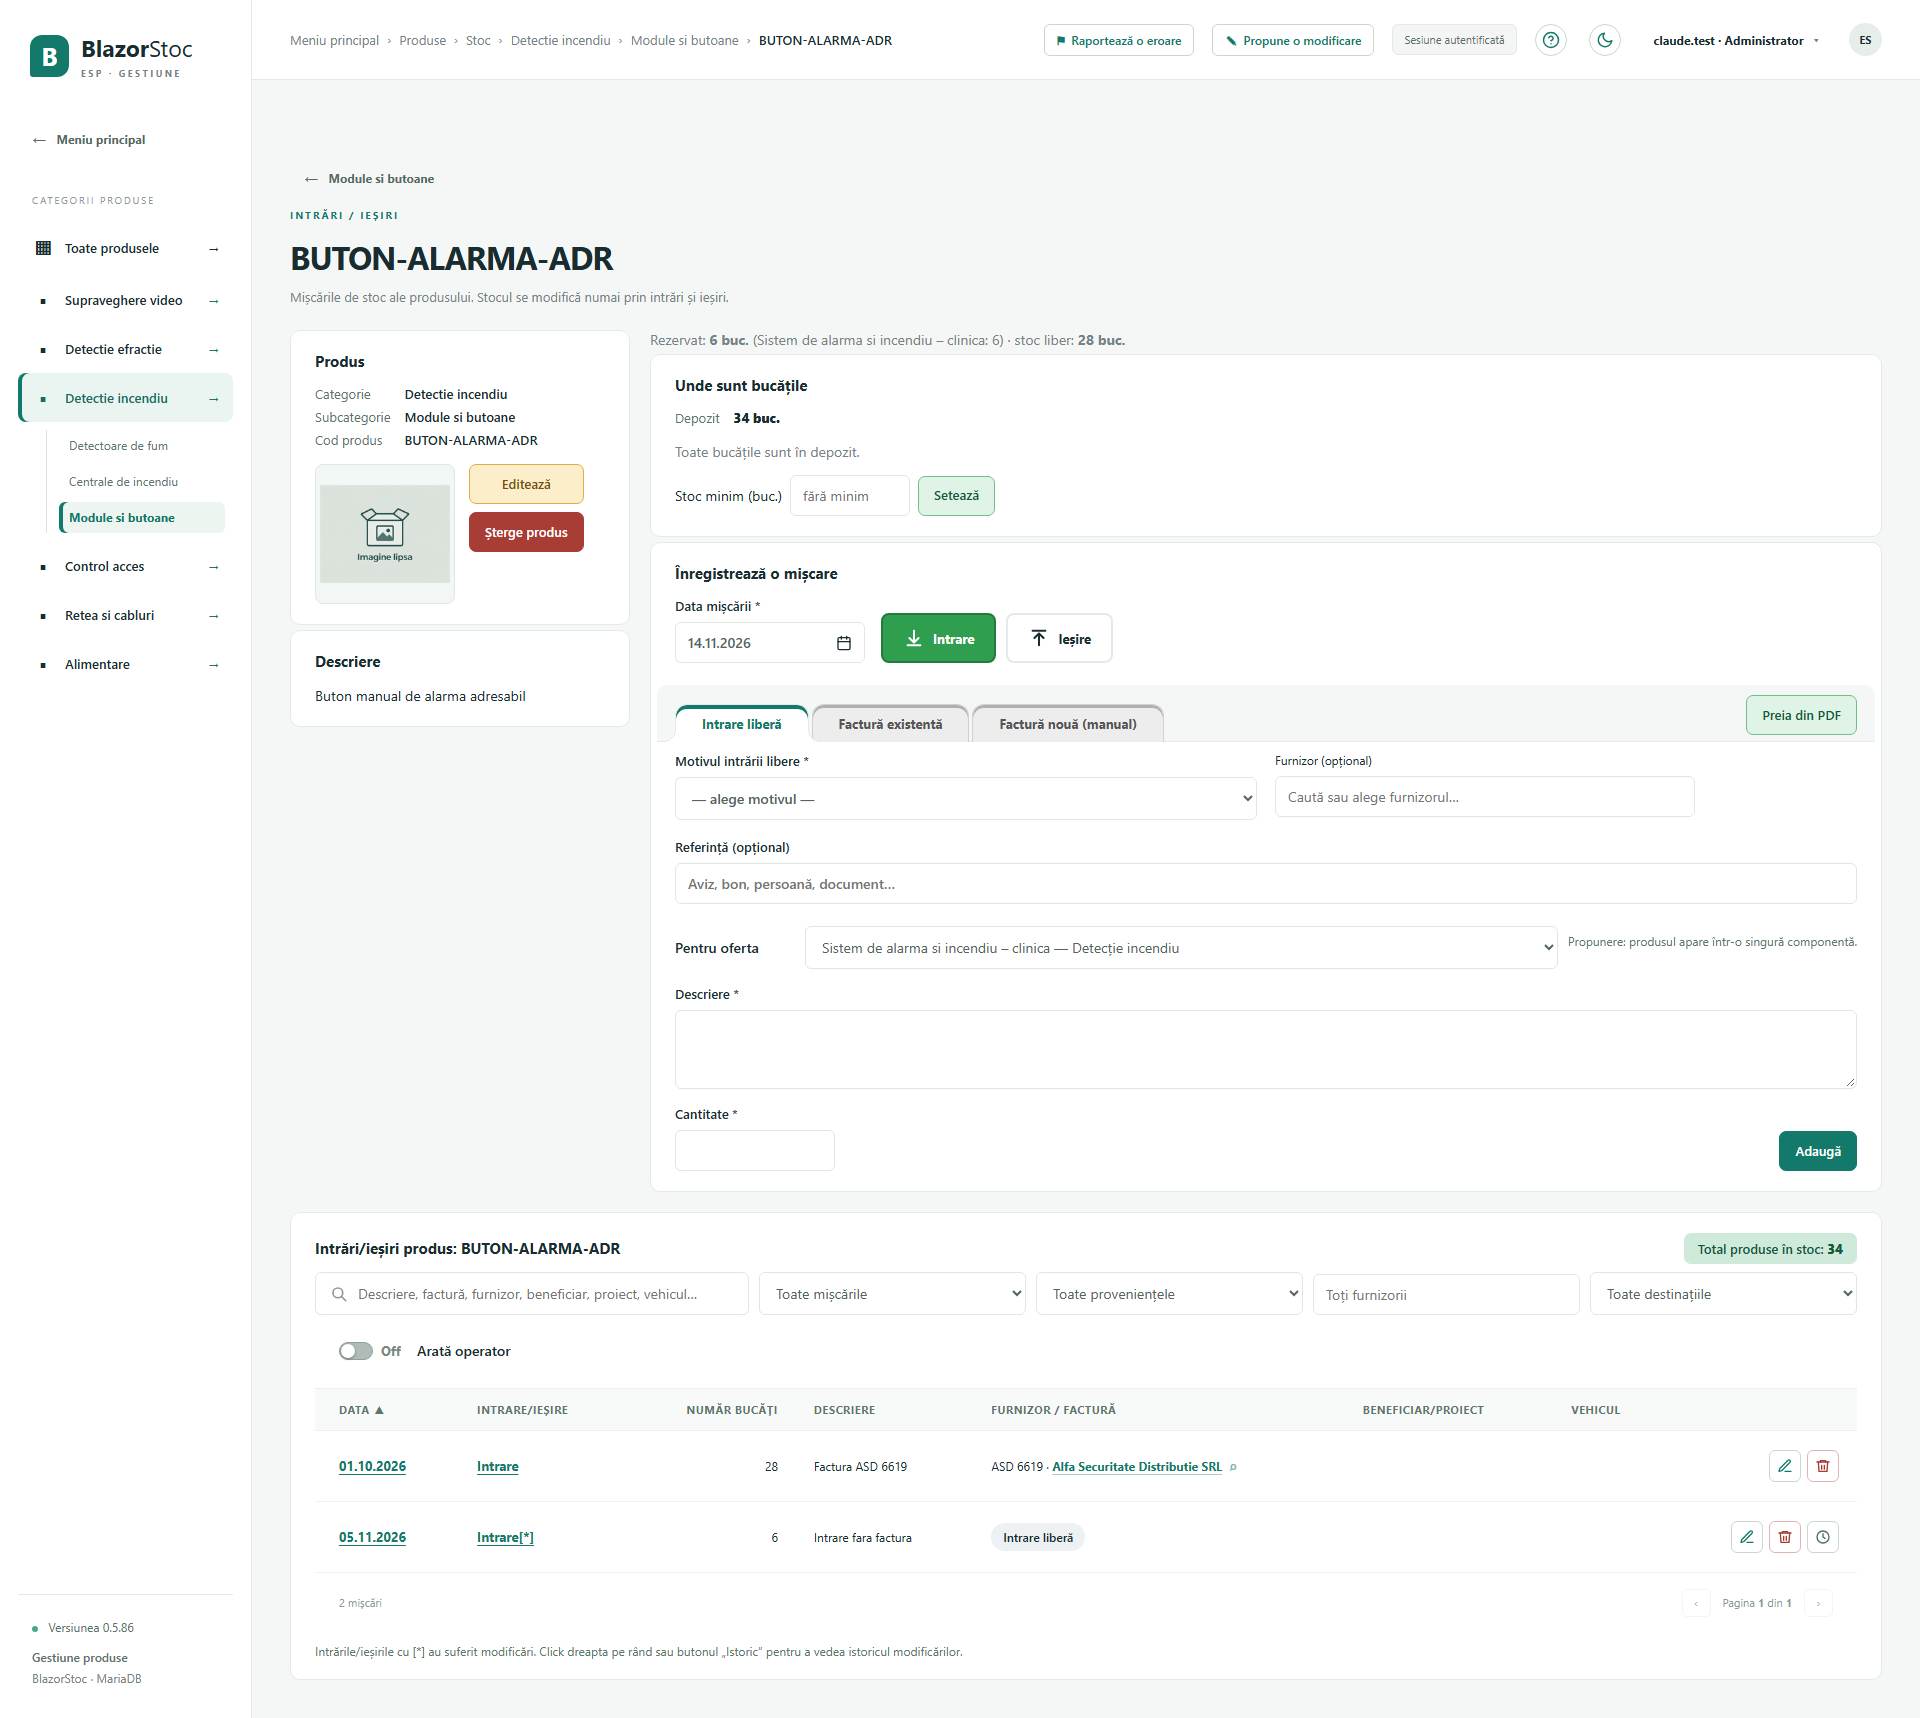 B BlazorStoc
ESP · GESTIUNE
← Meniu principal
CATEGORII PRODUSE
Toate produsele →
Supraveghere video →
Detectie efractie →
Detectie incendiu →
Detectoare de fum
Centrale de incendiu
Module si butoane
Control acces →
Retea si cabluri →
Alimentare →
Versiunea 0.5.86
Gestiune produse
BlazorStoc · MariaDB
Meniu principal › Produse › Stoc › Detectie incendiu › Module si butoane › BUTON-ALARMA-ADR
Raportează o eroare
Propune o modificare
Sesiune autentificată
claude.test · Administrator
ES
← Module si butoane
INTRĂRI / IEȘIRI
BUTON-ALARMA-ADR
Mișcările de stoc ale produsului. Stocul se modifică numai prin intrări și ieșiri.
Produs
Categorie Detectie incendiu
Subcategorie Module si butoane
Cod produs BUTON-ALARMA-ADR
Imagine lipsa
Editează
Șterge produs
Descriere
Buton manual de alarma adresabil
Rezervat: 6 buc. (Sistem de alarma si incendiu – clinica: 6) · stoc liber: 28 buc.
Unde sunt bucățile
Depozit 34 buc.
Toate bucățile sunt în depozit.
Stoc minim (buc.) fără minim Setează
Înregistrează o mișcare
Data mișcării *
14.11.2026
Intrare
Ieșire
Intrare liberă
Factură existentă
Factură nouă (manual)
Preia din PDF
Motivul intrării libere *
— alege motivul —
Furnizor (opțional)
Caută sau alege furnizorul...
Referință (opțional)
Aviz, bon, persoană, document...
Pentru oferta Sistem de alarma si incendiu – clinica — Detecție incendiu Propunere: produsul apare într-o singură componentă.
Descriere *
Cantitate *
Adaugă
Intrări/ieșiri produs: BUTON-ALARMA-ADR
Total produse în stoc: 34
Descriere, factură, furnizor, beneficiar, proiect, vehicul...
Toate mișcările
Toate proveniențele
Toți furnizorii
Toate destinațiile
Off Arată operator
DATA ▲ INTRARE/IEȘIRE NUMĂR BUCĂȚI DESCRIERE FURNIZOR / FACTURĂ BENEFICIAR/PROIECT VEHICUL
01.10.2026 Intrare 28 Factura ASD 6619 ASD 6619 · Alfa Securitate Distributie SRL
05.11.2026 Intrare[*] 6 Intrare fara factura Intrare liberă
2 mișcări
‹ Pagina 1 din 1 ›
Intrările/ieșirile cu [*] au suferit modificări. Click dreapta pe rând sau butonul „Istoric” pentru a vedea istoricul modificărilor.